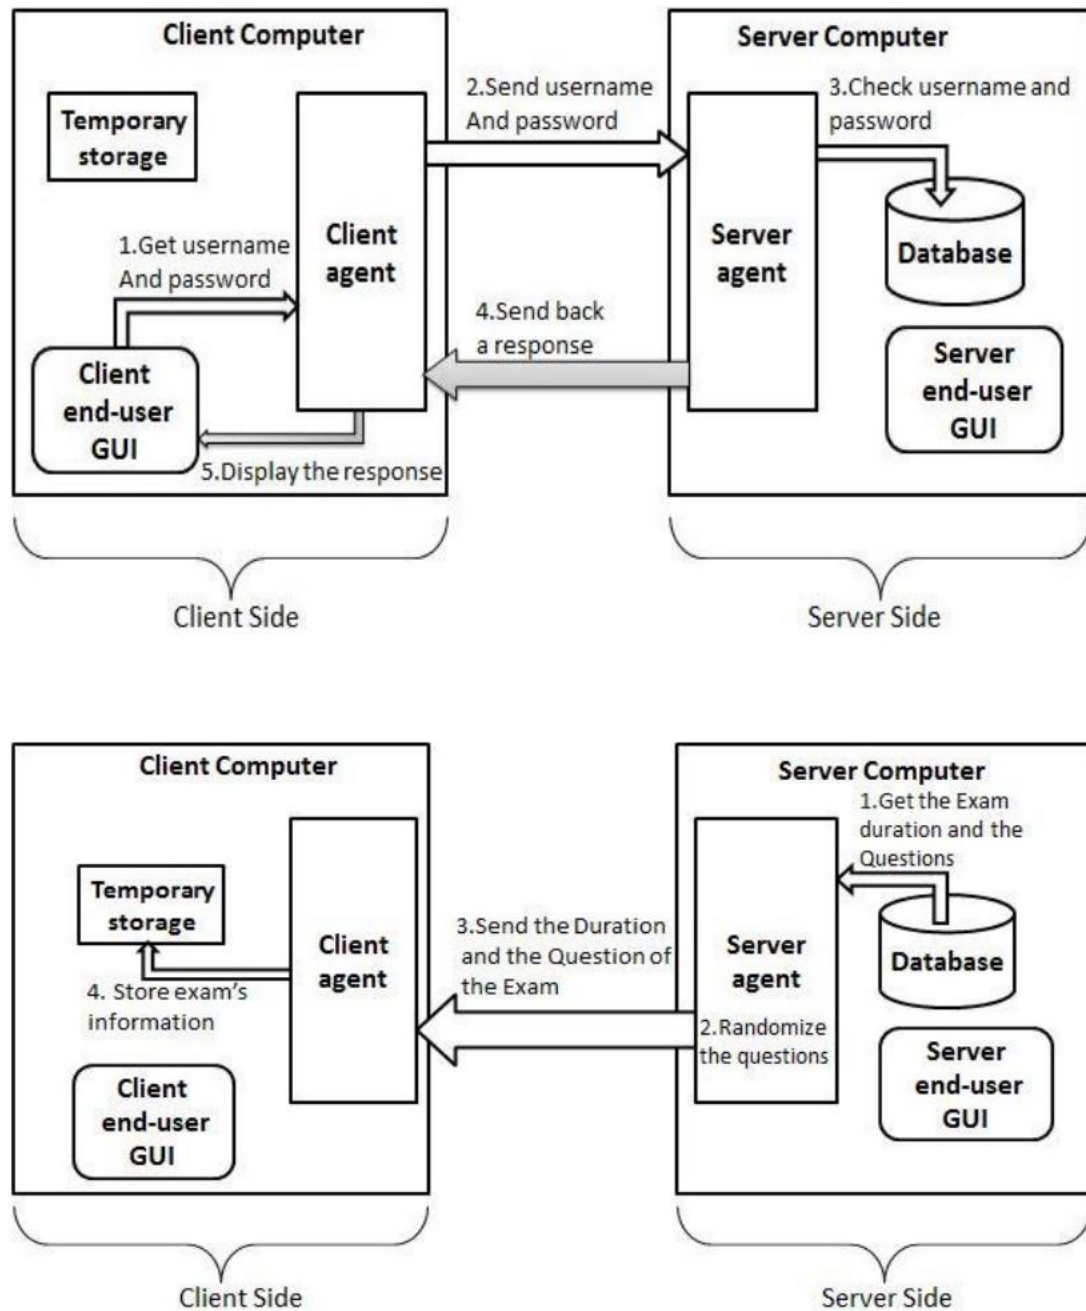 Client Computer
Server Computer
2.Send username
And password
3.Check username and
password
Temporary
storage
Client
agent
Server
agent
Database
1.Get username
And password
4.Send back
a response
Client
end-user
GUI
Server
end-user
GUI
5.Display the response
Client Side
Server Side
Client Computer
Server Computer
1.Get the Exam
duration and the
Questions
Temporary
storage
Client
agent
3.Send the Duration
and the Question of
the Exam
Server
agent
Database
4. Store exam's
information
2.Randomize
the questions
Client
end-user
GUI
Server
end-user
GUI
Client Side
Server Side